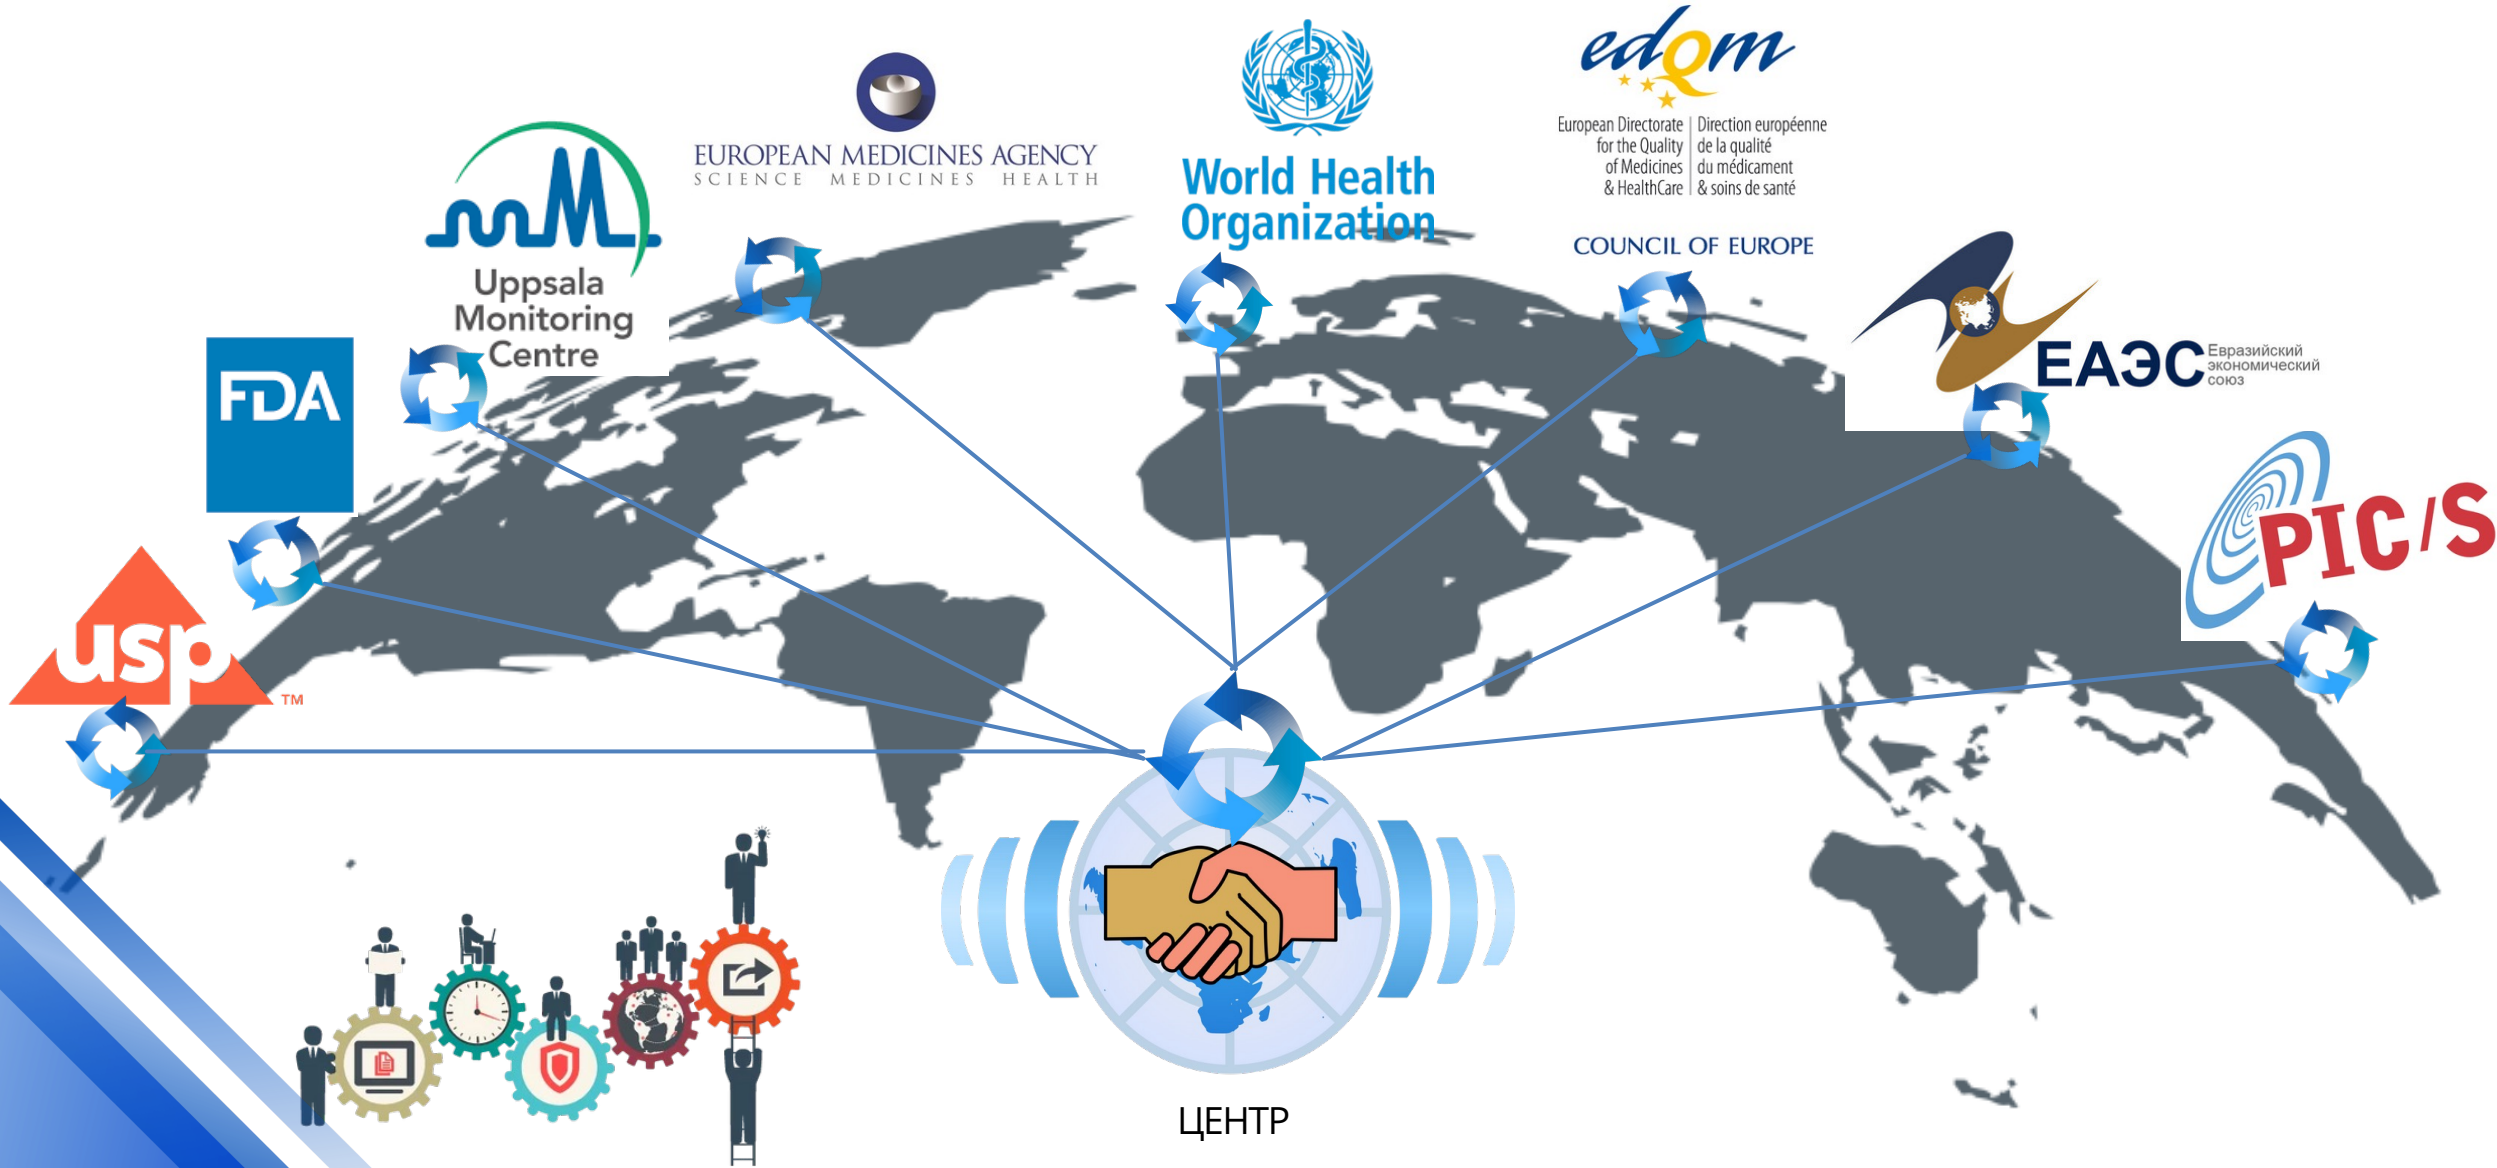 edQm
European Directorate
for the Quality
of Medicines
& HealthCare
Direction européenne
de la qualité
du médicament
& soins de santé
COUNCIL OF EUROPE
EUROPEAN MEDICINES AGENCY
SCIENCE MEDICINES HEALTH
World Health
Organization
Uppsala
Monitoring
Centre
ЕАЭС
Евразийский
экономический
союз
FDA
PIC/S
usp
TM
ЦЕНТР